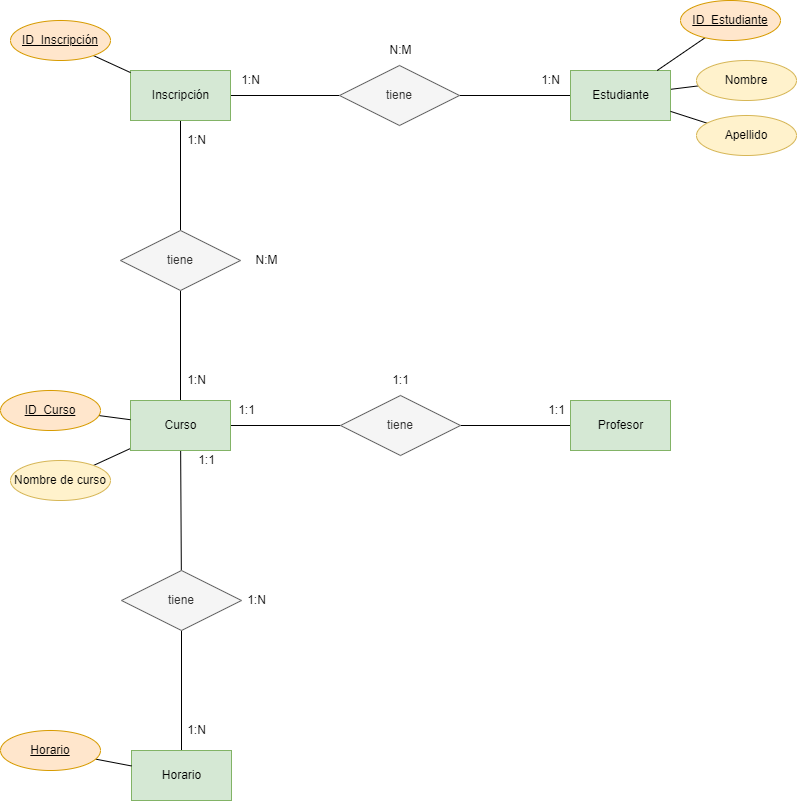 ID_Estudiante
ID_Inscripción
N:M
Inscripción
1:N
tiene
1:N
Estudiante
Nombre
Apellido
1:N
tiene
N:M
1:N
1:1
ID_Curso
Curso
1:1
tiene
1:1
Profesor
1:1
Nombre de curso
tiene
1:N
1:N
Horario
Horario